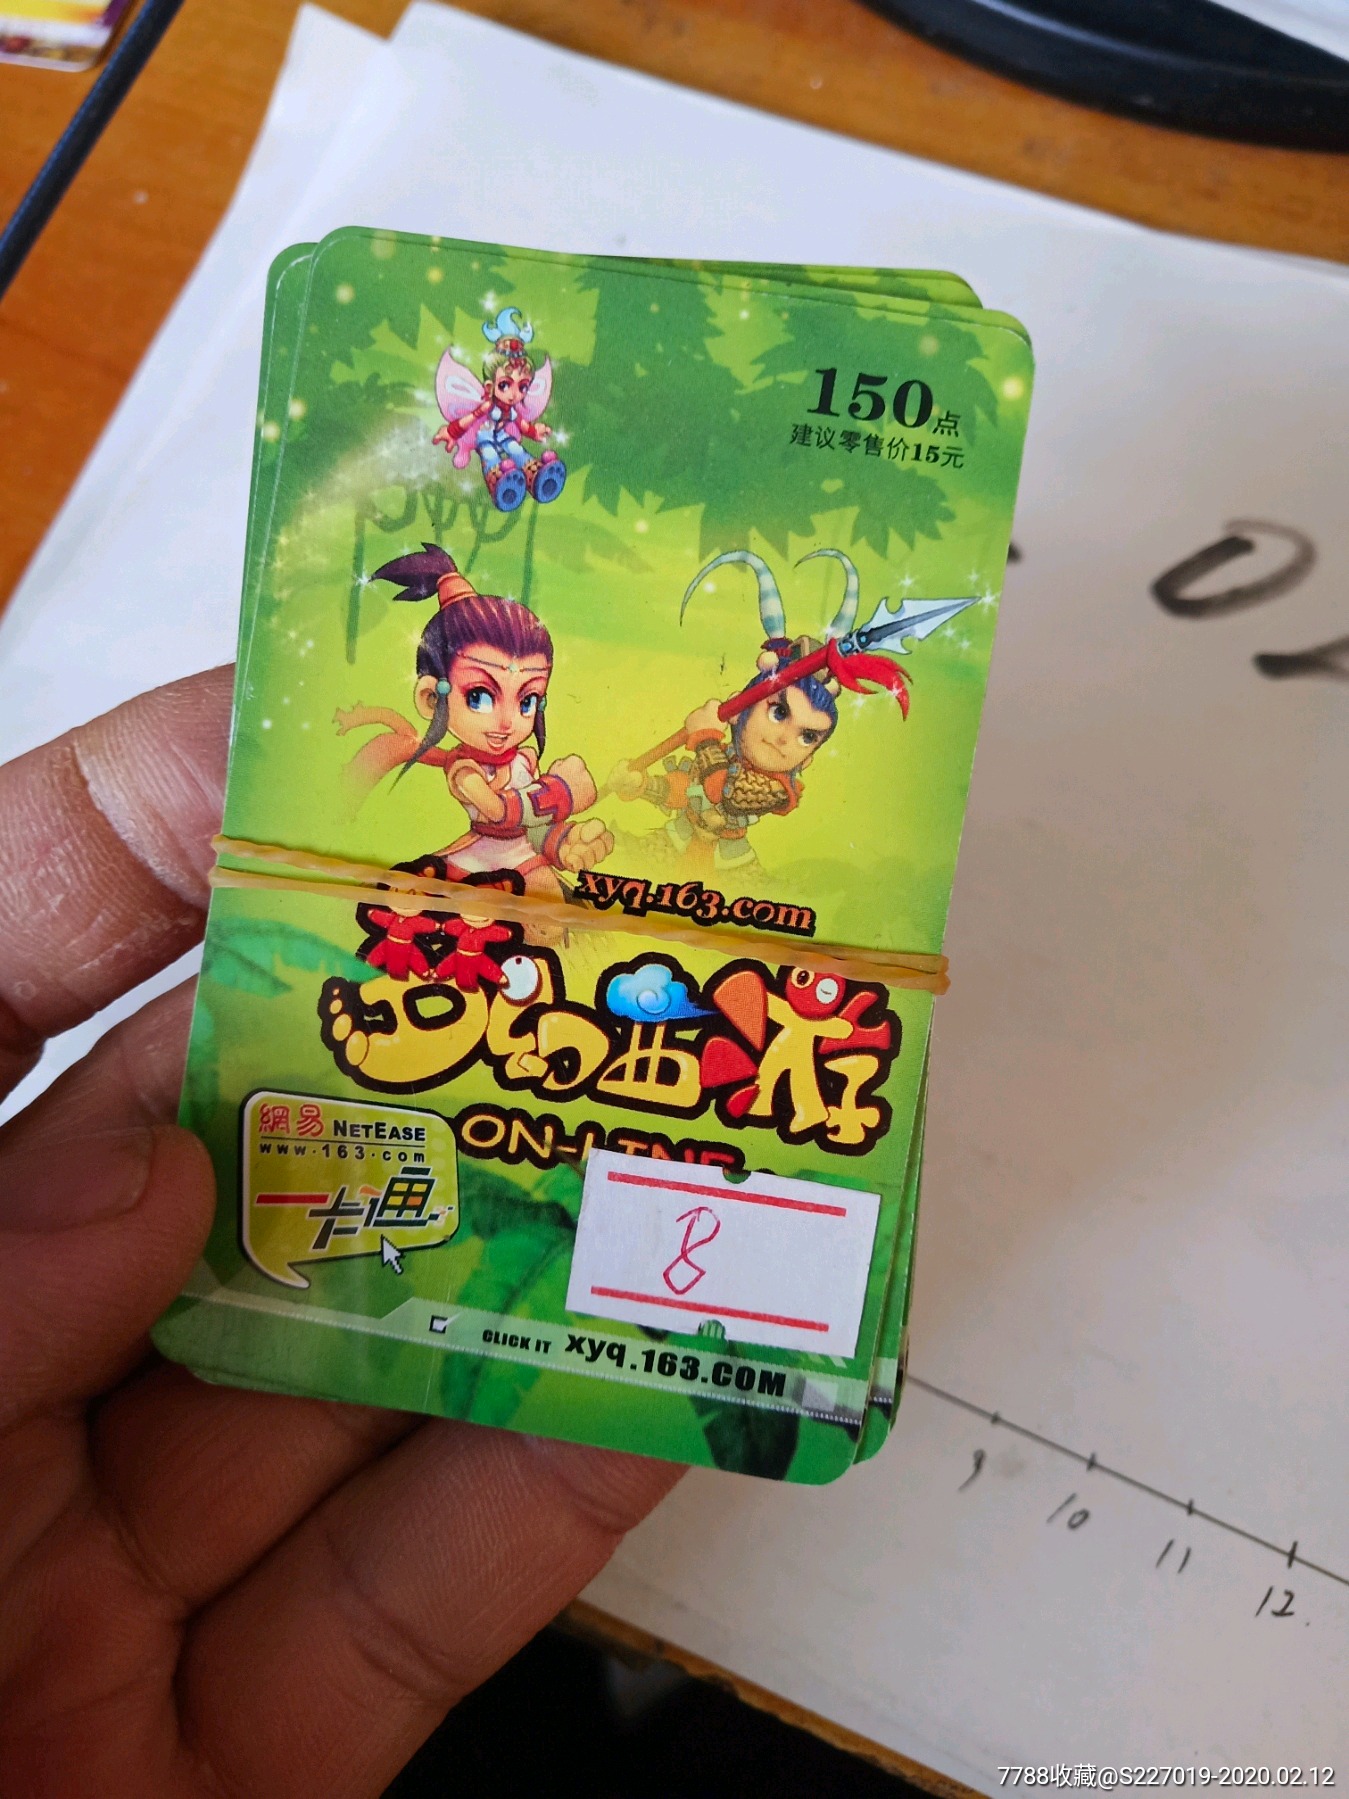 150点
建议零售价15元
xyq.163.com
梦幻西游
ON-LINE
網易 NETEASE
www.163.com
一卡通
8
CLICK IT xyq.163.COM
9
10
11
12
7788收藏@S227019-2020.02.12